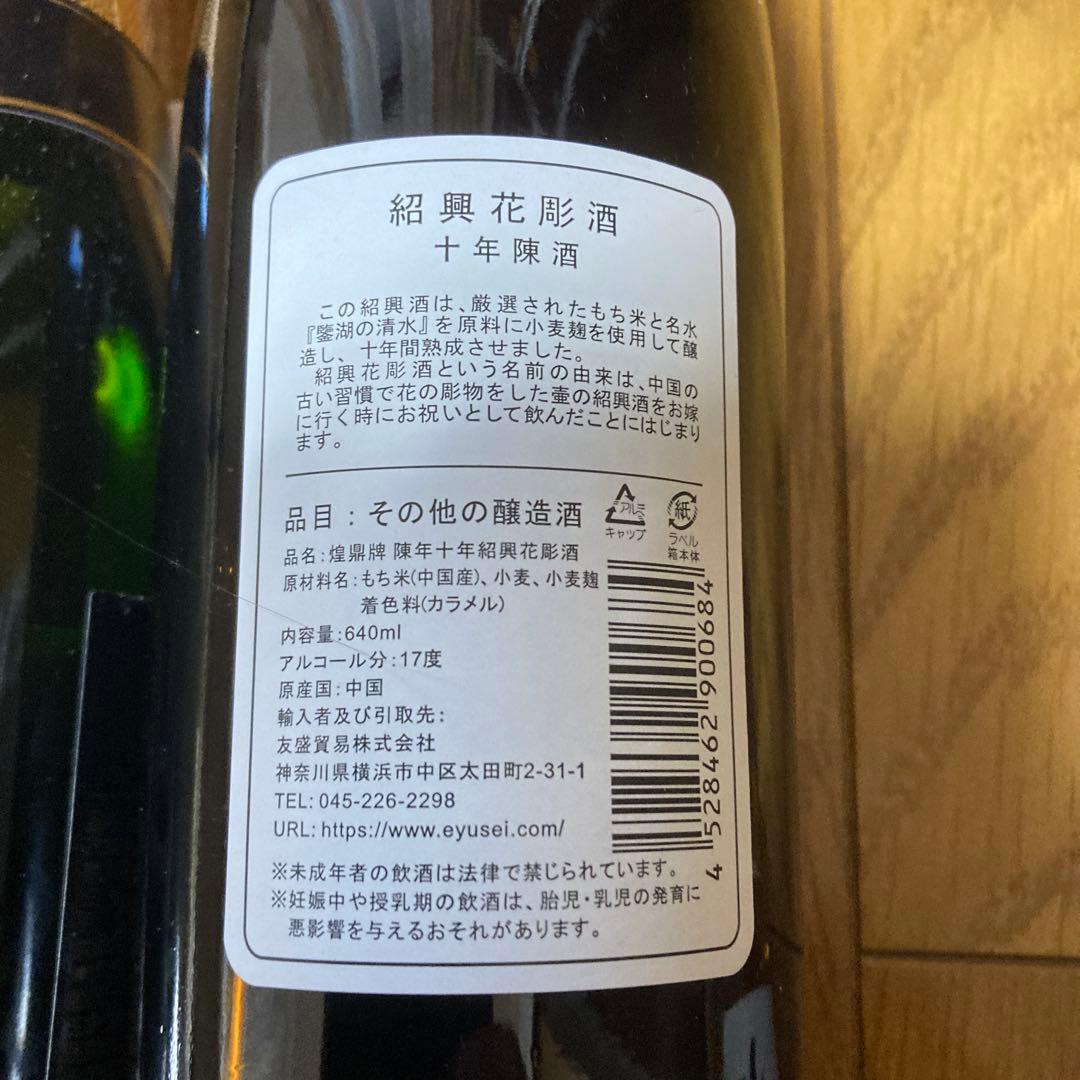 紹興花彫酒
十年陳酒
この紹興酒は、厳選されたもち米と名水
『鑒湖の清水』を原料に小麦麹を使用して醸
造し、十年間熟成させました。
紹興花彫酒という名前の由来は、中国の
古い習慣で花の彫物をした壷の紹興酒をお嫁
に行く時にお祝いとして飲んだことにはじまり
ます。
品目：その他の醸造酒
アルミ
キャップ
紙
ラベル
箱本体
品名：煌鼎牌 陳年十年紹興花彫酒
原材料名：もち米(中国産)、小麦、小麦麹
着色料(カラメル)
内容量：640ml
アルコール分：17度
原産国：中国
輸入者及び引取先：
友盛貿易株式会社
神奈川県横浜市中区太田町2-31-1
TEL: 045-226-2298
URL: https://www.eyusei.com/
4 528462 900684
※未成年者の飲酒は法律で禁じられています。
※妊娠中や授乳期の飲酒は、胎児・乳児の発育に
悪影響を与えるおそれがあります。